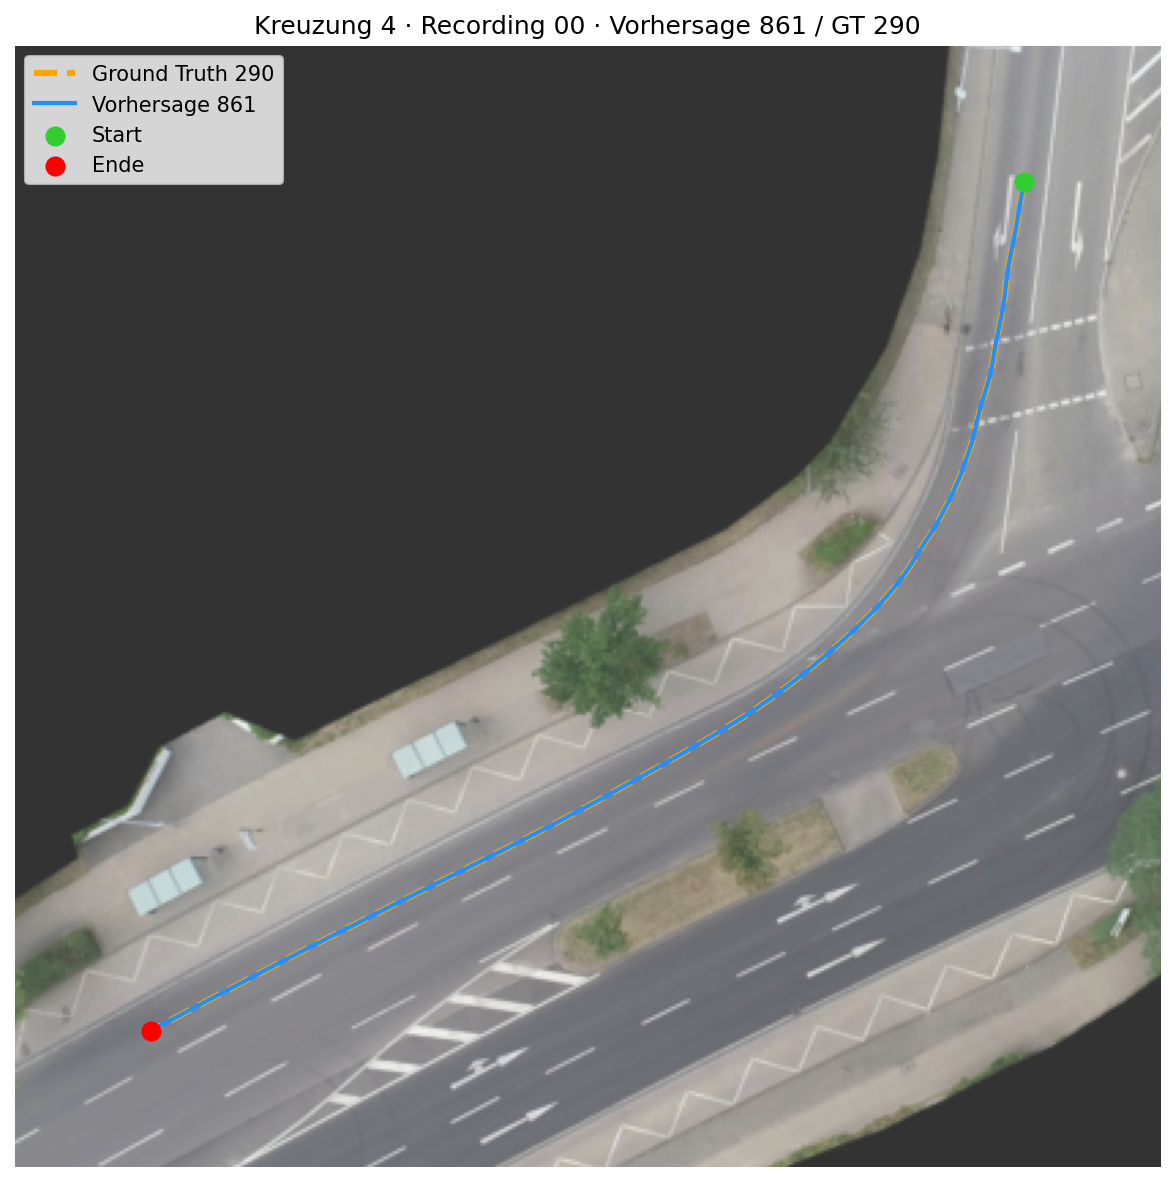 Kreuzung 4 · Recording 00 · Vorhersage 861 / GT 290
Ground Truth 290
Vorhersage 861
Start
Ende